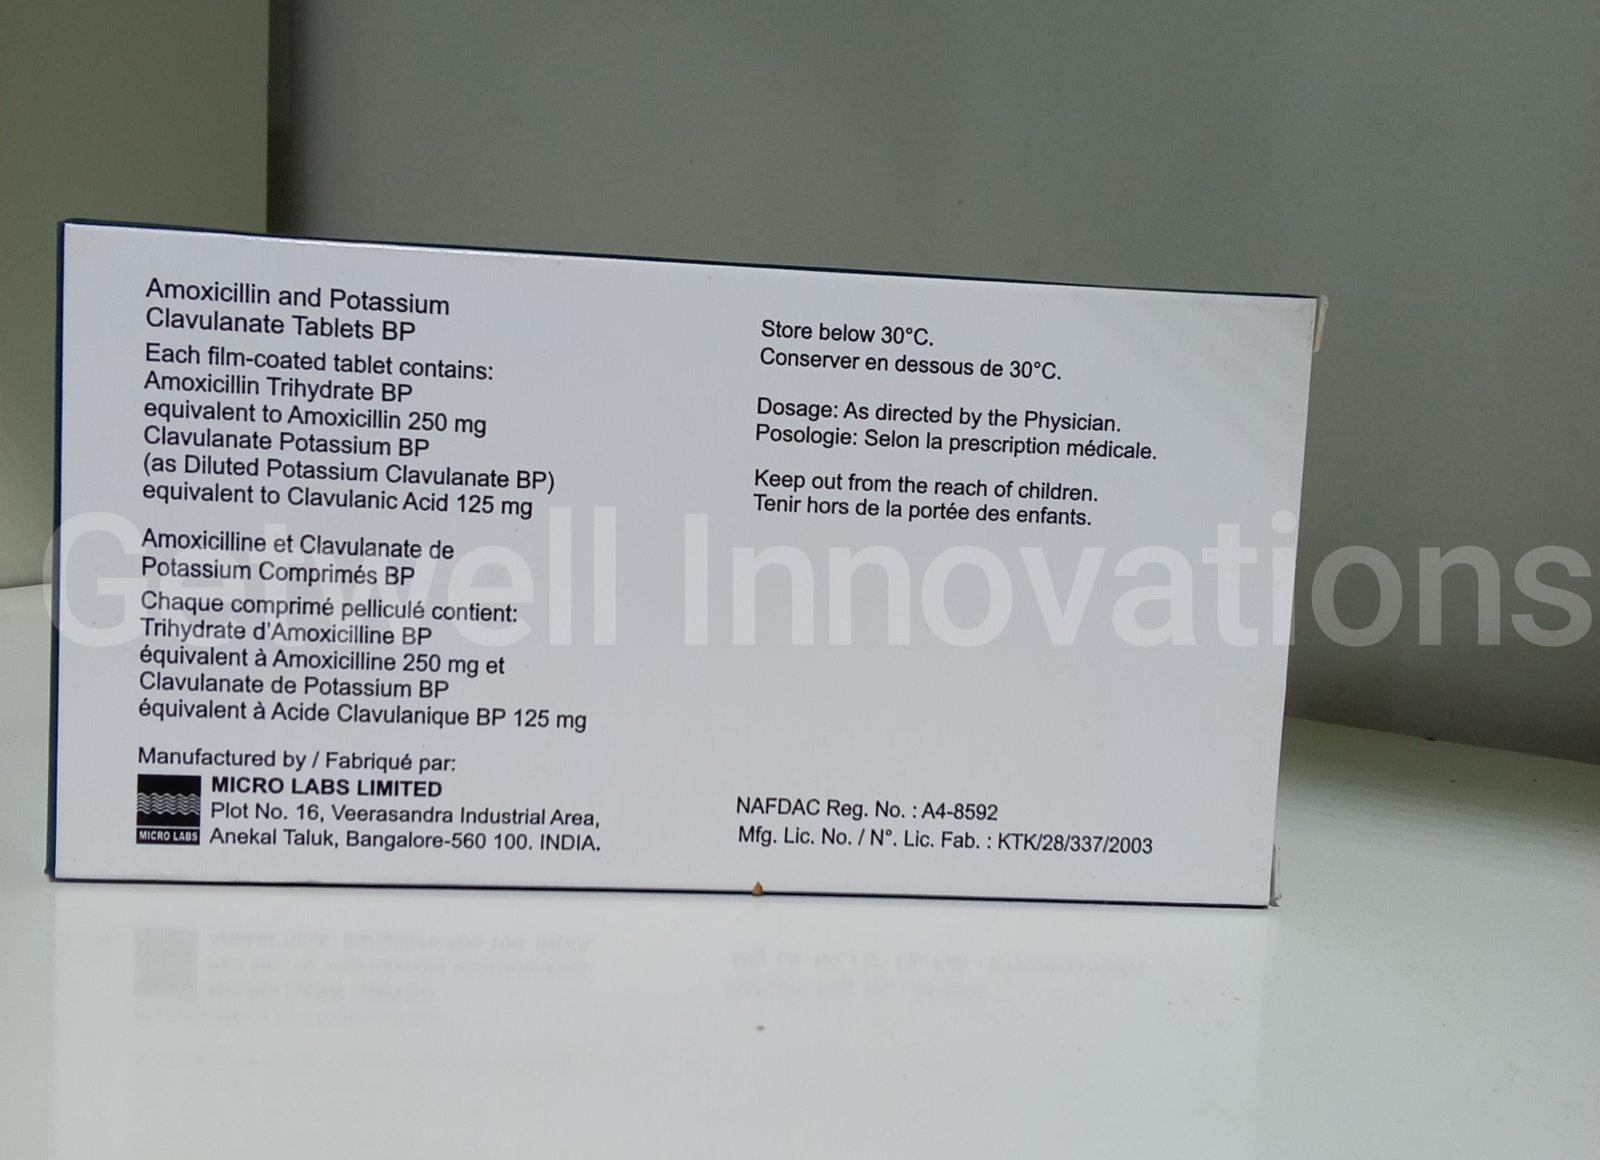 Amoxicillin and Potassium
Clavulanate Tablets BP
Each film-coated tablet contains:
Amoxicillin Trihydrate BP
equivalent to Amoxicillin 250 mg
Clavulanate Potassium BP
(as Diluted Potassium Clavulanate BP)
equivalent to Clavulanic Acid 125 mg
Amoxicilline et Clavulanate de
Potassium Comprimés BP
Chaque comprimé pelliculé contient:
Trihydrate d'Amoxicilline BP
équivalent à Amoxicilline 250 mg et
Clavulanate de Potassium BP
équivalent à Acide Clavulanique BP 125 mg
Manufactured by / Fabriqué par:
MICRO LABS LIMITED
Plot No. 16, Veerasandra Industrial Area,
Anekal Taluk, Bangalore-560 100. INDIA.
MICRO LABS
Store below 30°C.
Conserver en dessous de 30°C.
Dosage: As directed by the Physician.
Posologie: Selon la prescription médicale.
Keep out from the reach of children.
Tenir hors de la portée des enfants.
NAFDAC Reg. No. : A4-8592
Mfg. Lic. No. / N°. Lic. Fab. : KTK/28/337/2003
Innovations